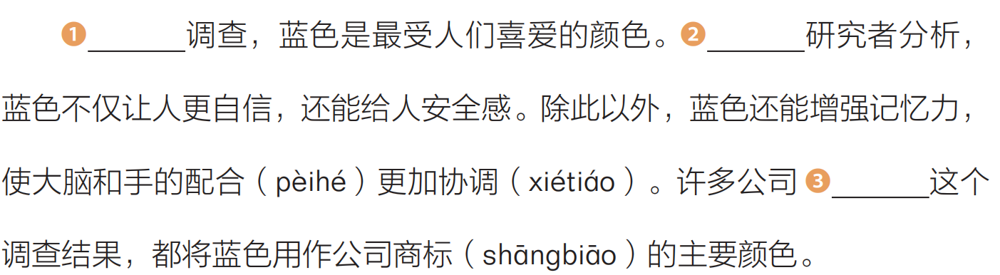 ❶______调查，蓝色是最受人们喜爱的颜色。❷______研究者分析，
蓝色不仅让人更自信，还能给人安全感。除此以外，蓝色还能增强记忆力，
使大脑和手的配合（pèihé）更加协调（xiétiáo）。许多公司❸______这个
调查结果，都将蓝色用作公司商标（shāngbiāo）的主要颜色。